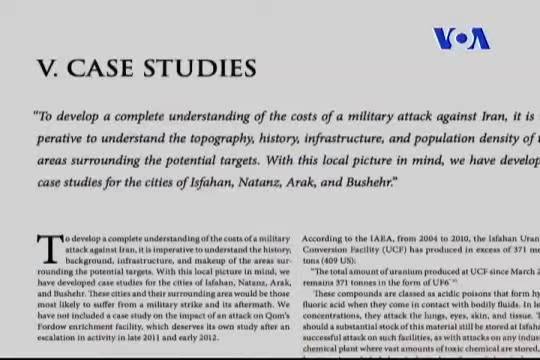 VOA
V. CASE STUDIES
"To develop a complete understanding of the costs of a military attack against Iran, it is
perative to understand the topography, history, infrastructure, and population density of
areas surrounding the potential targets. With this local picture in mind, we have develop
case studies for the cities of Isfahan, Natanz, Arak, and Bushehr."
To develop a complete understanding of the costs of a military
attack against Iran, it is imperative to understand the history,
background, infrastructure, and makeup of the areas sur-
rounding the potential targets. With this local picture in mind, we
have developed case studies for the cities of Isfahan, Natanz, Arak,
and Bushehr. These cities and their surrounding area would be those
most likely to suffer from a military strike and its aftermath. We
have not included a case study on the impact of an attack on Qom's
Fordow enrichment facility, which deserves its own study after an
escalation in activity in late 2011 and early 2012.
According to the IAEA, from 2004 to 2010, the Isfahan Uran
Conversion Facility (UCF) has produced in excess of 371 me
tons (409 US):
"The total amount of uranium produced at UCF since March 2
remains 371 tonnes in the form of UF6"
These compounds are classed as acidic poisons that form hy
fluoric acid when they come in contact with bodily fluids. In le
concentrations, they attack the lungs, eyes, skin, and tissue. T
should a substantial stock of this material still be stored at Isfaha
successful attack on such facilities, as with attacks on any indus
chemical plant where vast amounts of toxic chemical are stored,